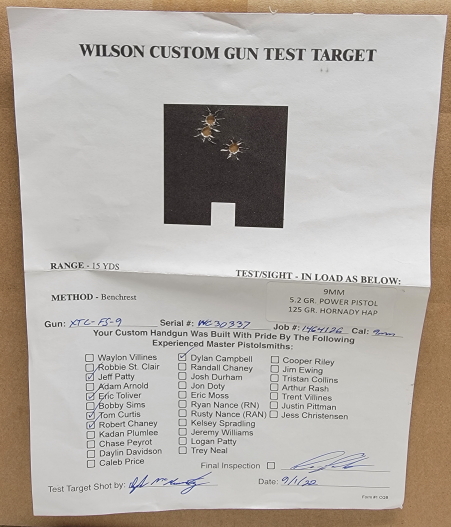 WILSON CUSTOM GUN TEST TARGET
RANGE - 15 YDS
TEST/SIGHT - IN LOAD AS BELOW:
METHOD - Benchrest
9MM
5.2 GR. POWER PISTOL
125 GR. HORNADY HAP
Gun: XTC-FS-9 Serial #: WC30337 Job #: 1464126 Cal: 9mm
Your Custom Handgun Was Built With Pride By The Following
Experienced Master Pistolsmiths:
Waylon Villines
Robbie St. Clair
Jeff Patty
Adam Arnold
Eric Toliver
Bobby Sims
Tom Curtis
Robert Chaney
Kadan Plumlee
Chase Peyrot
Daylin Davidson
Caleb Price
Dylan Campbell
Randall Chaney
Josh Durham
Jon Doty
Eric Moss
Ryan Nance (RN)
Rusty Nance (RAN)
Kelsey Spradling
Jeremy Williams
Logan Patty
Trey Neal
Cooper Riley
Jim Ewing
Tristan Collins
Arthur Rash
Trent Villines
Justin Pittman
Jess Christensen
Final Inspection
Test Target Shot by:
Date: 9/1/22